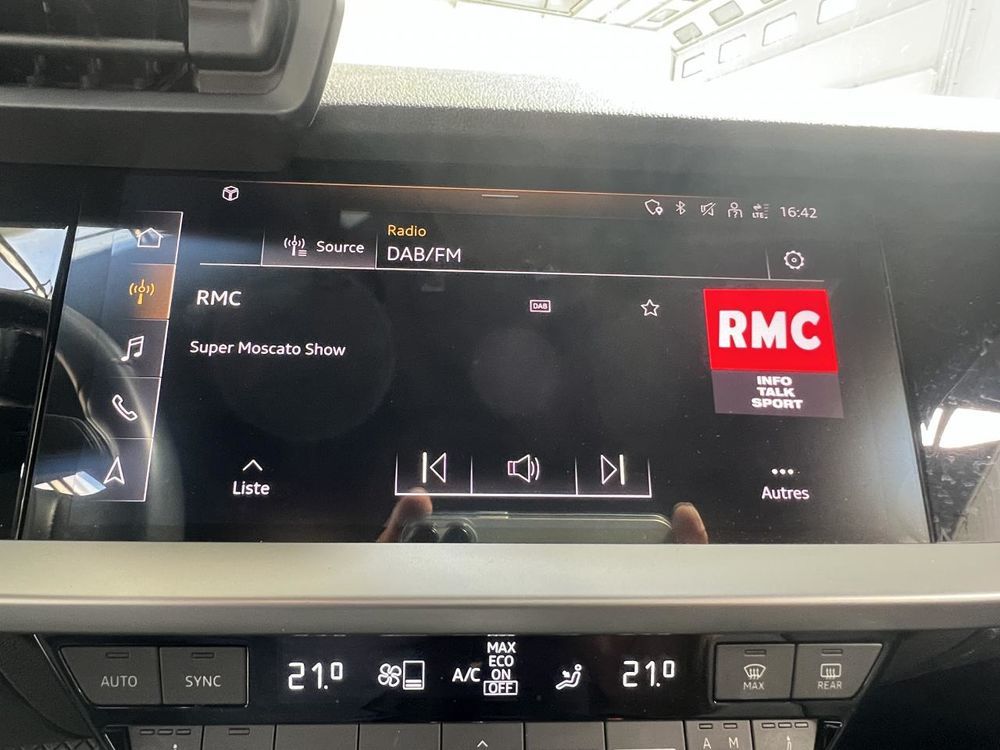 LTE
16:42
Source
Radio
DAB/FM
RMC
DAB
RMC
Super Moscato Show
INFO
TALK
SPORT
Liste
Autres
AUTO
SYNC
21.0
A/C
MAX
ECO
ON
OFF
21.0
MAX
REAR
A M